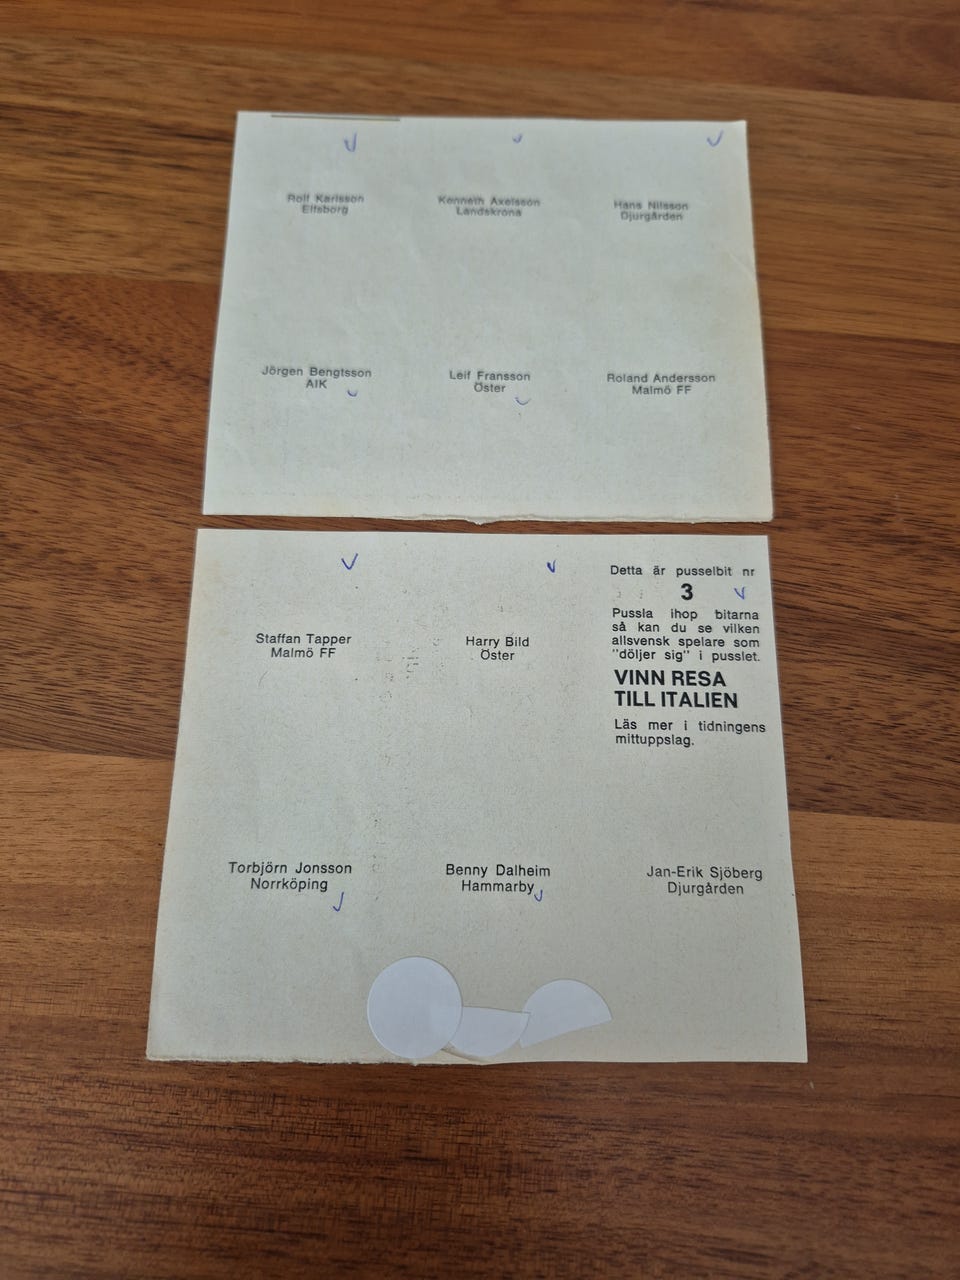 Rolf Karlsson
Elfsborg
Kenneth Axelsson
Landskrona
Hans Nilsson
Djurgården
Jörgen Bengtsson
AIK
Leif Fransson
Öster
Roland Andersson
Malmö FF
Staffan Tapper
Malmö FF
Harry Bild
Öster
Detta är pusselbit nr
3
Pussla ihop bitarna
så kan du se vilken
allsvensk spelare som
"döljer sig" i pusslet.
VINN RESA
TILL ITALIEN
Läs mer i tidningens
mittuppslag.
Torbjörn Jonsson
Norrköping
Benny Dalheim
Hammarby
Jan-Erik Sjöberg
Djurgården